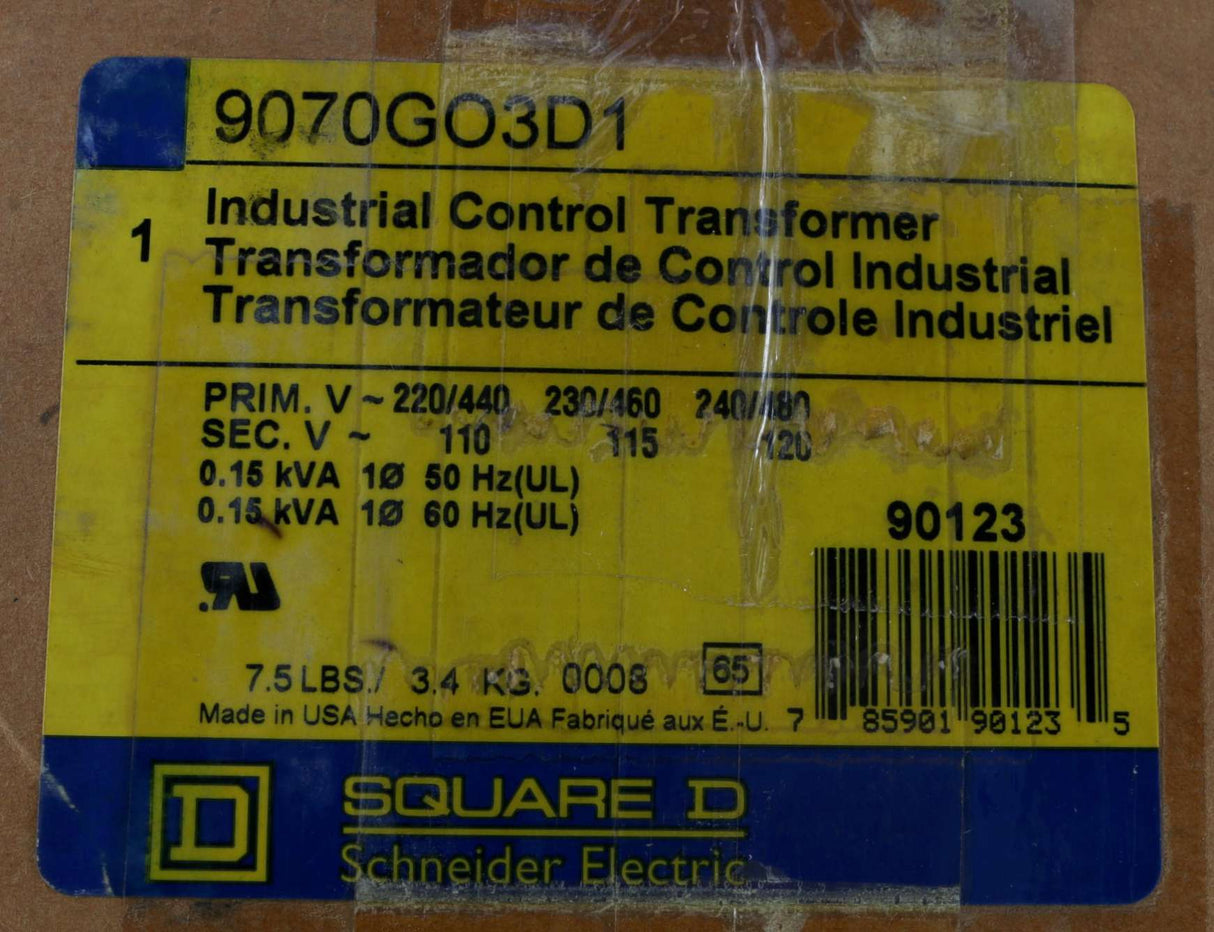 9070GO3D1
1
Industrial Control Transformer
Transformador de Control Industrial
Transformateur de Controle Industriel
PRIM. V ~ 220/440 230/460 240/480
SEC. V ~ 110 115 120
0.15 kVA 1Ø 50 Hz(UL)
0.15 kVA 1Ø 60 Hz(UL)
90123
7.5 LBS./ 3.4 KG. 0008 65
Made in USA Hecho en EUA Fabriqué aux É.-U.
7 85901 90123 5
D
SQUARE D
Schneider Electric